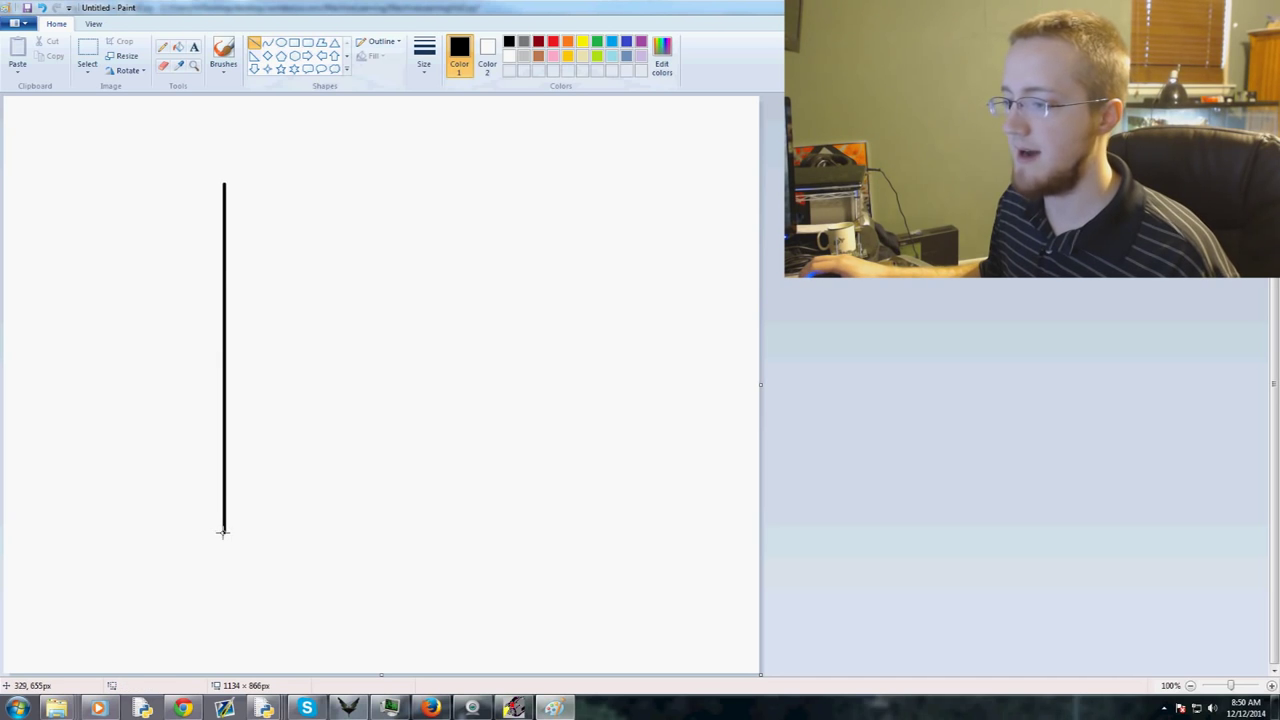 Untitled - Paint
Home View
Paste
Cut
Copy
Clipboard
Select
Crop
Resize
Rotate
Image
Tools
Brushes
Shapes
Outline
Fill
Size
Color 1
Color 2
Edit colors
Colors
329, 655px
1134 × 866px
100%
8:50 AM
12/12/2014